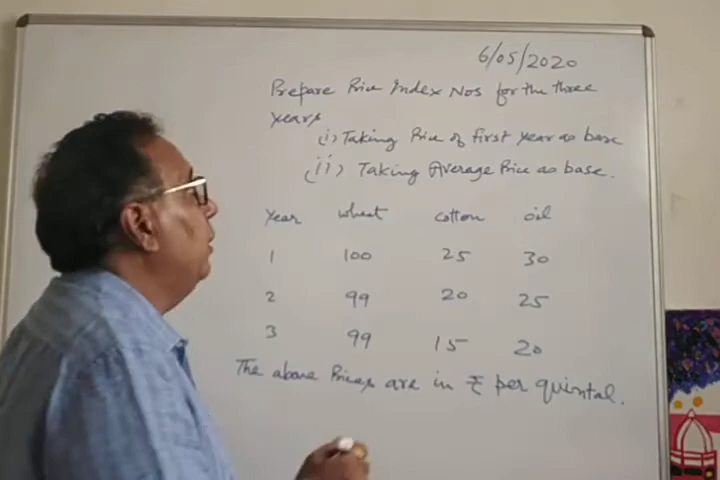 6/05/2020
Prepare Price Index Nos for the three
years
(i) Taking Price of first year as base
(ii) Taking Average Price as base.
Year wheat cotton oil
1 100 25 30
2 99 20 25
3 99 15 20
The above Prices are in ₹ per quintal.